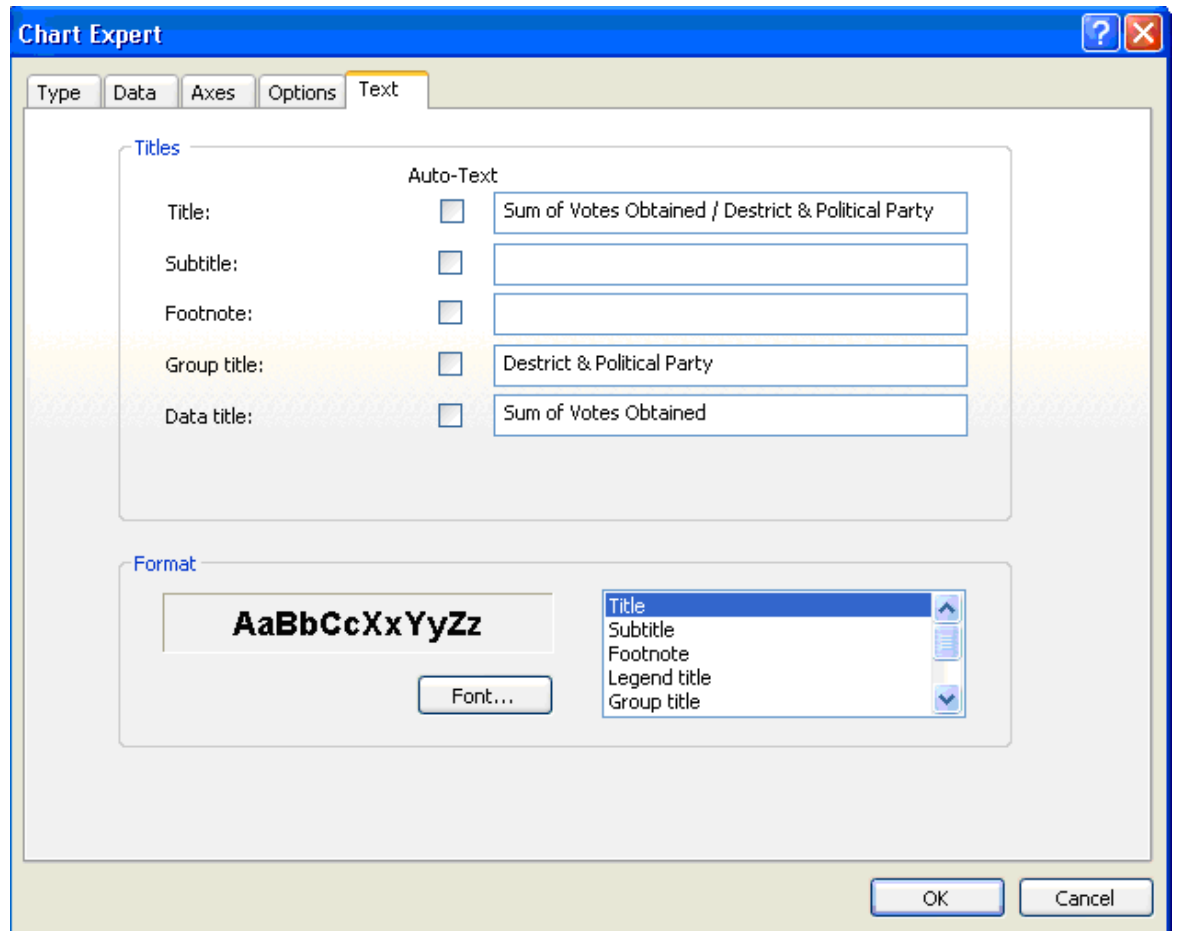 Chart Expert
Type Data Axes Options Text
Titles
Auto-Text
Title: Sum of Votes Obtained / Destrict & Political Party
Subtitle:
Footnote:
Group title: Destrict & Political Party
Data title: Sum of Votes Obtained
Format
AaBbCcXxYyZz
Font...
Title
Subtitle
Footnote
Legend title
Group title
OK Cancel